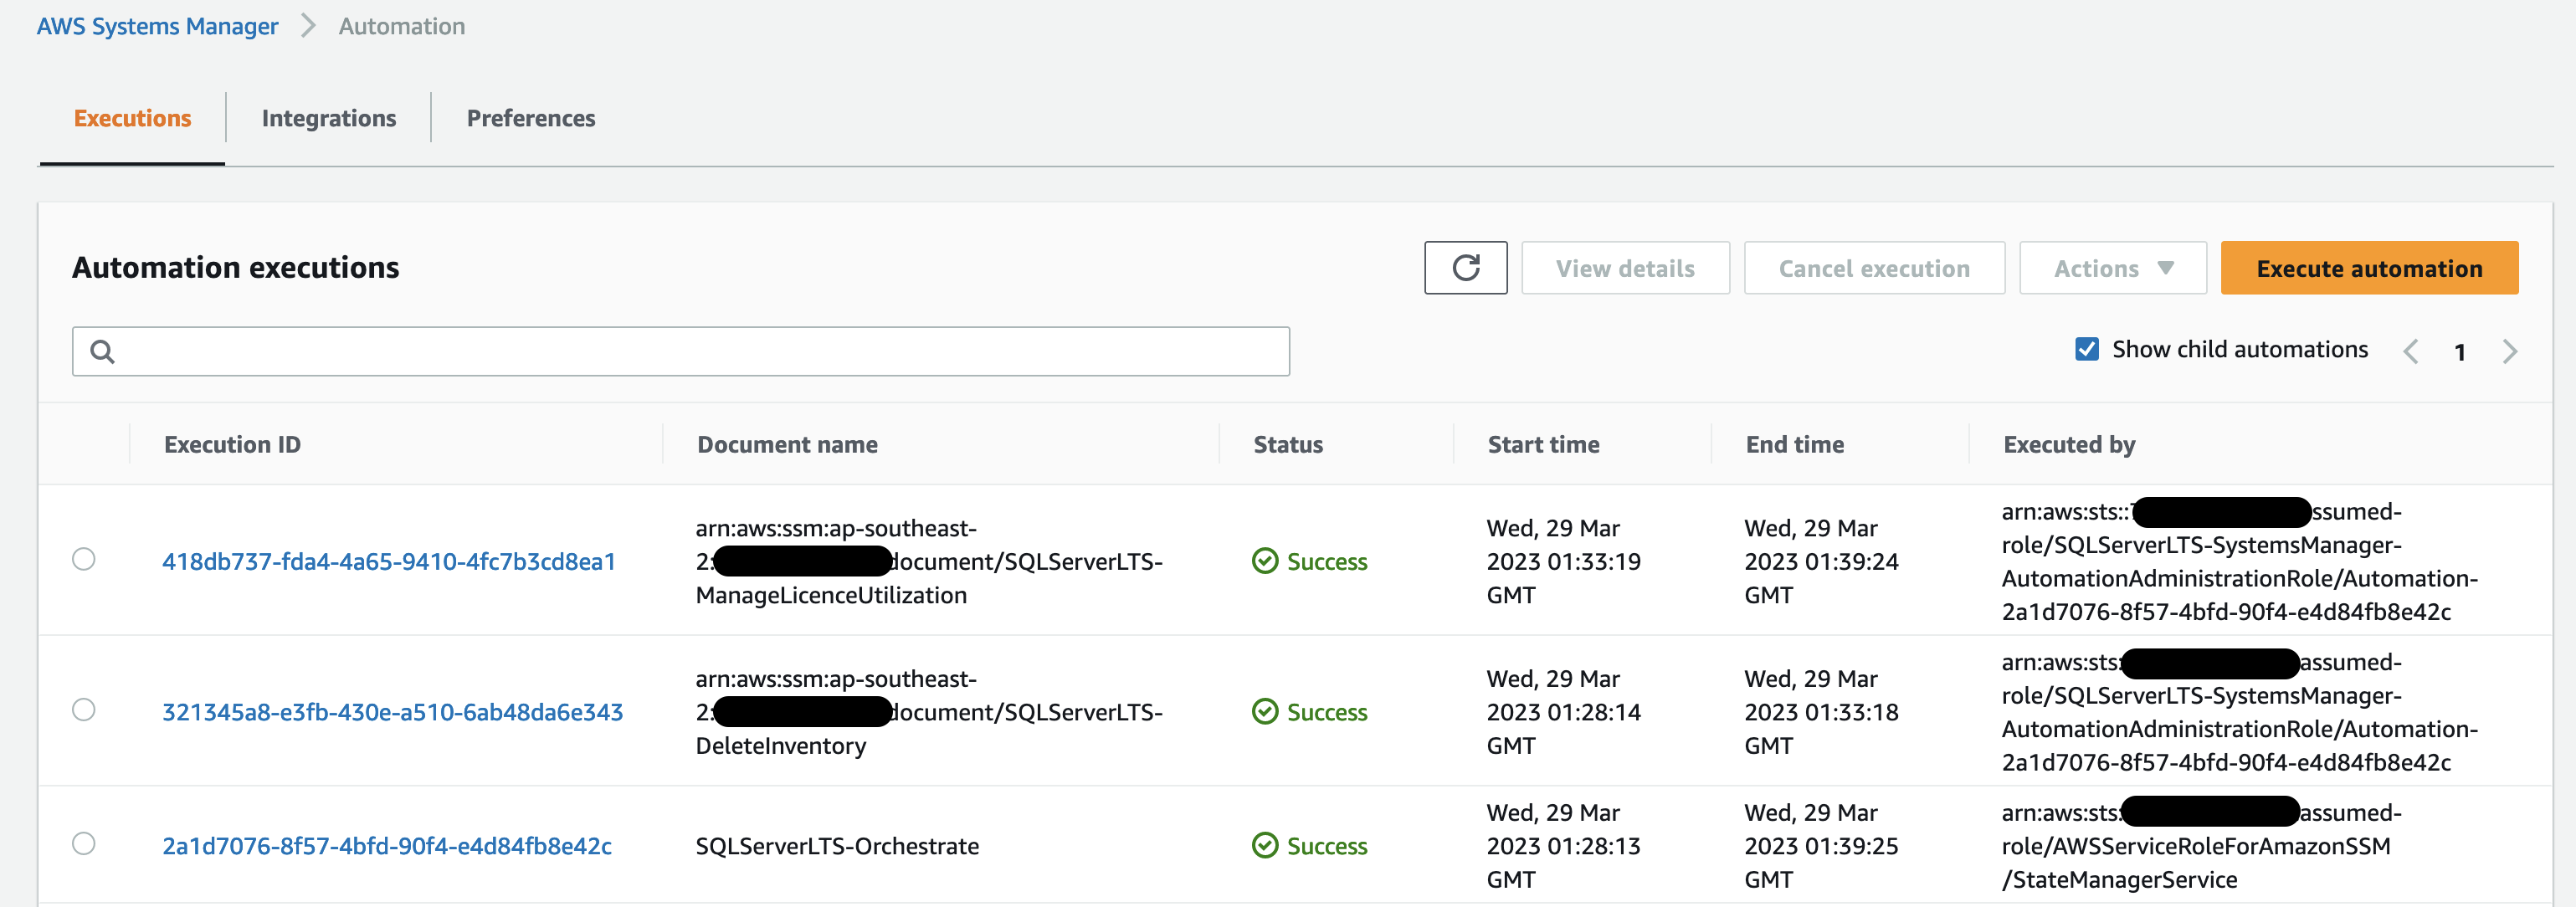 AWS Systems Manager > Automation
Executions
Integrations
Preferences
Automation executions
View details
Cancel execution
Actions
Execute automation
Show child automations
1
Execution ID
Document name
Status
Start time
End time
Executed by
418db737-fda4-4a65-9410-4fc7b3cd8ea1
arn:aws:ssm:ap-southeast-
2: document/SQLServerLTS-
ManageLicenceUtilization
Success
Wed, 29 Mar
2023 01:33:19
GMT
Wed, 29 Mar
2023 01:39:24
GMT
arn:aws:sts:: ssumed-
role/SQLServerLTS-SystemsManager-
AutomationAdministrationRole/Automation-
2a1d7076-8f57-4bfd-90f4-e4d84fb8e42c
321345a8-e3fb-430e-a510-6ab48da6e343
arn:aws:ssm:ap-southeast-
2: document/SQLServerLTS-
DeleteInventory
Success
Wed, 29 Mar
2023 01:28:14
GMT
Wed, 29 Mar
2023 01:33:18
GMT
arn:aws:sts: assumed-
role/SQLServerLTS-SystemsManager-
AutomationAdministrationRole/Automation-
2a1d7076-8f57-4bfd-90f4-e4d84fb8e42c
2a1d7076-8f57-4bfd-90f4-e4d84fb8e42c
SQLServerLTS-Orchestrate
Success
Wed, 29 Mar
2023 01:28:13
GMT
Wed, 29 Mar
2023 01:39:25
GMT
arn:aws:sts: assumed-
role/AWSServiceRoleForAmazonSSM
/StateManagerService